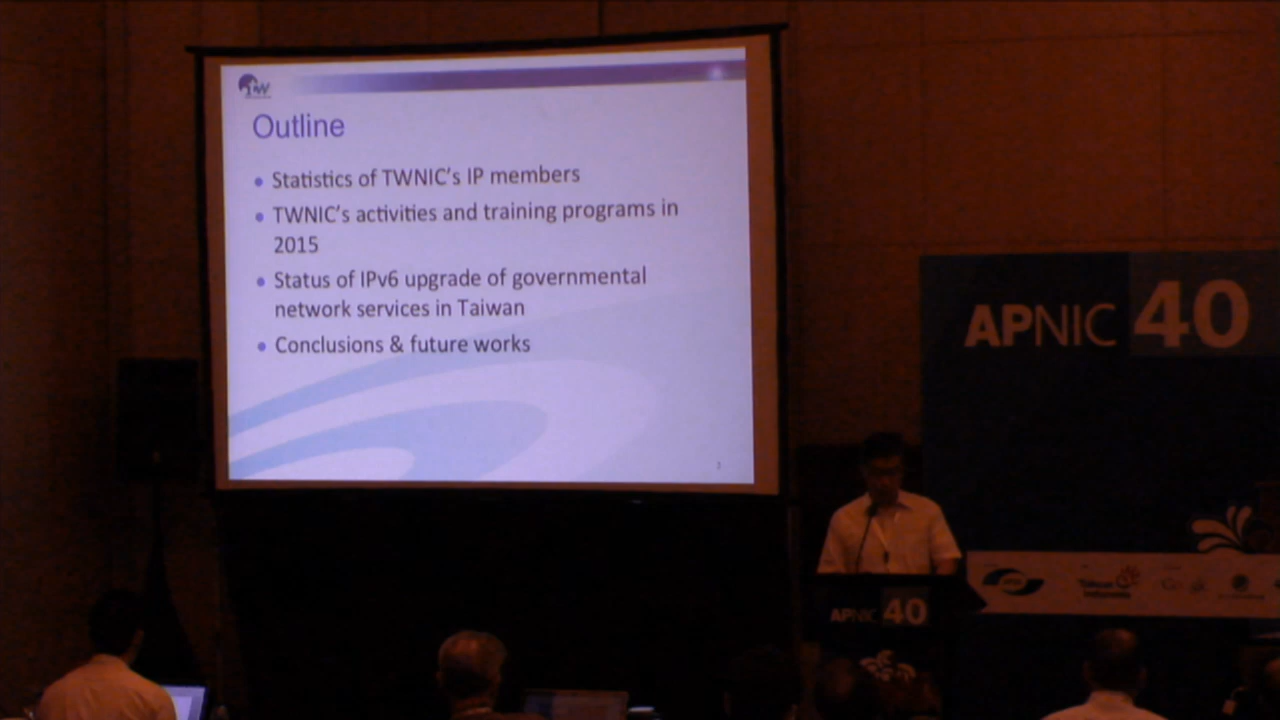 TW
Outline
• Statistics of TWNIC's IP members
• TWNIC's activities and training programs in
2015
• Status of IPv6 upgrade of governmental
network services in Taiwan
• Conclusions & future works
APNIC 40
APNIC 40